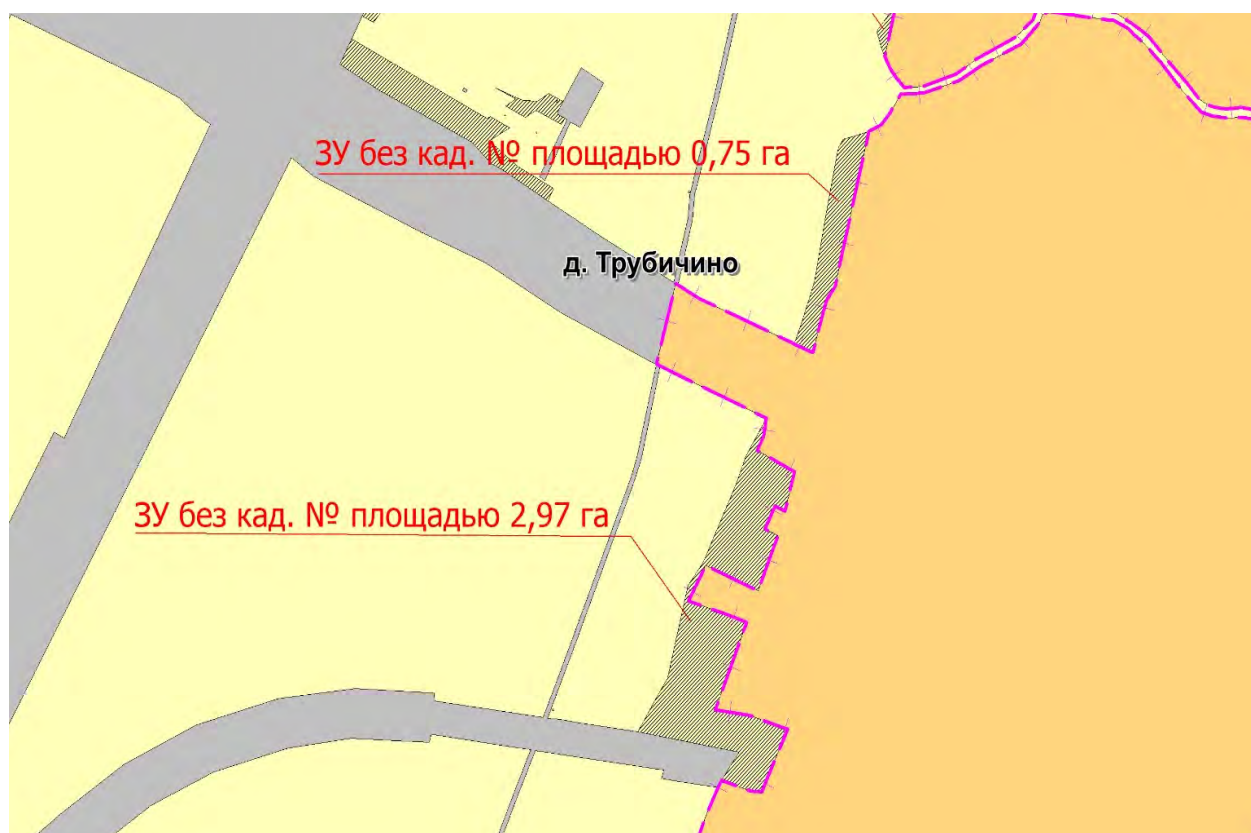 ЗУ без кад. № площадью 0,75 га
д. Трубичино
ЗУ без кад. № площадью 2,97 га